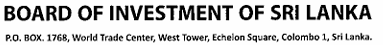 BOARD OF INVESTMENT OF SRI LANKA
P.O. BOX. 1768, World Trade Center, West Tower, Echelon Square, Colombo 1, Sri Lanka.